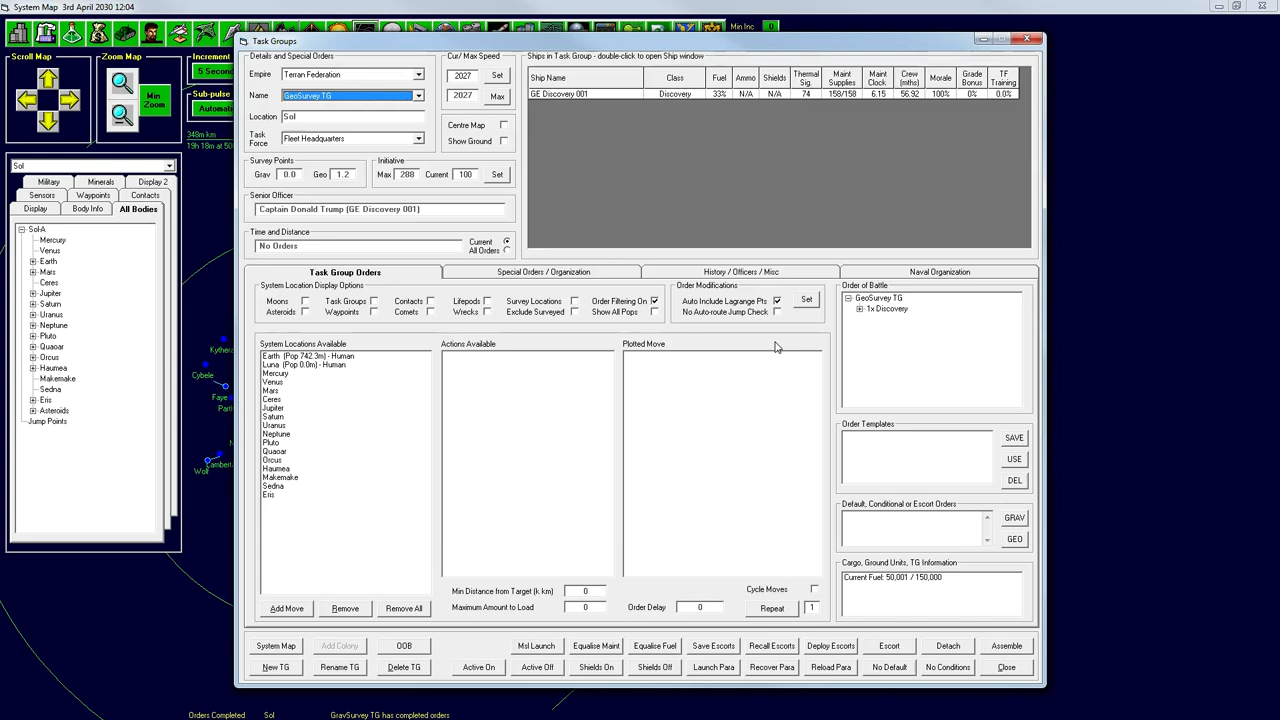 System Map 3rd April 2030 12:04
Min Inc
Scroll Map
Zoom Map
Min
Zoom
Increment
5 Second
Sub-pulse
Automati
348m km
Sol
Military
Minerals
Display 2
Sensors
Waypoints
Contacts
Display
Body Info
All Bodies
Sol-A
Mercury
Venus
Earth
Mars
Ceres
Jupiter
Saturn
Uranus
Neptune
Pluto
Quaoar
Orcus
Haumea
Makemake
Sedna
Eris
Asteroids
Jump Points
Kythera
Cybele
Faye
Wolf
Task Groups
Details and Special Orders
Empire
Terran Federation
Name
GeoSurvey TG
Location
Sol
Task
Force
Fleet Headquarters
Cur/ Max Speed
2027
Set
2027
Max
Centre Map
Show Ground
Survey Points
Grav 0.0 Geo 1.2
Initiative
Max 288 Current 100 Set
Senior Officer
Captain Donald Trump (GE Discovery 001)
Time and Distance
No Orders
Current
All Orders
Ships in Task Group - double-click to open Ship window
Ship Name Class Fuel Ammo Shields Thermal Sig. Maint Supplies Maint Clock Crew (mths) Morale Grade Bonus TF Training
GE Discovery 001 Discovery 33% N/A N/A 74 158/158 6.15 56.92 100% 0% 0.0%
Task Group Orders
Special Orders / Organization
History / Officers / Misc
Naval Organization
System Location Display Options
Moons Task Groups Contacts Lifepods Survey Locations Order Filtering On
Asteroids Waypoints Comets Wrecks Exclude Surveyed Show All Pops
Order Modifications
Auto Include Lagrange Pts
Set
No Auto-route Jump Check
Order of Battle
GeoSurvey TG
1x Discovery
System Locations Available
Earth (Pop 742.3m) - Human
Luna (Pop 0.0m) - Human
Mercury
Venus
Mars
Ceres
Jupiter
Saturn
Uranus
Neptune
Pluto
Quaoar
Orcus
Haumea
Makemake
Sedna
Eris
Actions Available
Plotted Move
Order Templates
SAVE
USE
DEL
Default, Conditional or Escort Orders
GRAV
GEO
Cargo, Ground Units, TG Information
Current Fuel: 50,001 / 150,000
Add Move
Remove
Remove All
Min Distance from Target (k km) 0
Maximum Amount to Load 0
Order Delay 0
Cycle Moves
Repeat 1
System Map Add Colony OOB Msl Launch Equalise Maint Equalise Fuel Save Escorts Recall Escorts Deploy Escorts Escort Detach Assemble
New TG Rename TG Delete TG Active On Active Off Shields On Shields Off Launch Para Recover Para Reload Para No Default No Conditions Close
Orders Completed Sol GravSurvey TG has completed orders